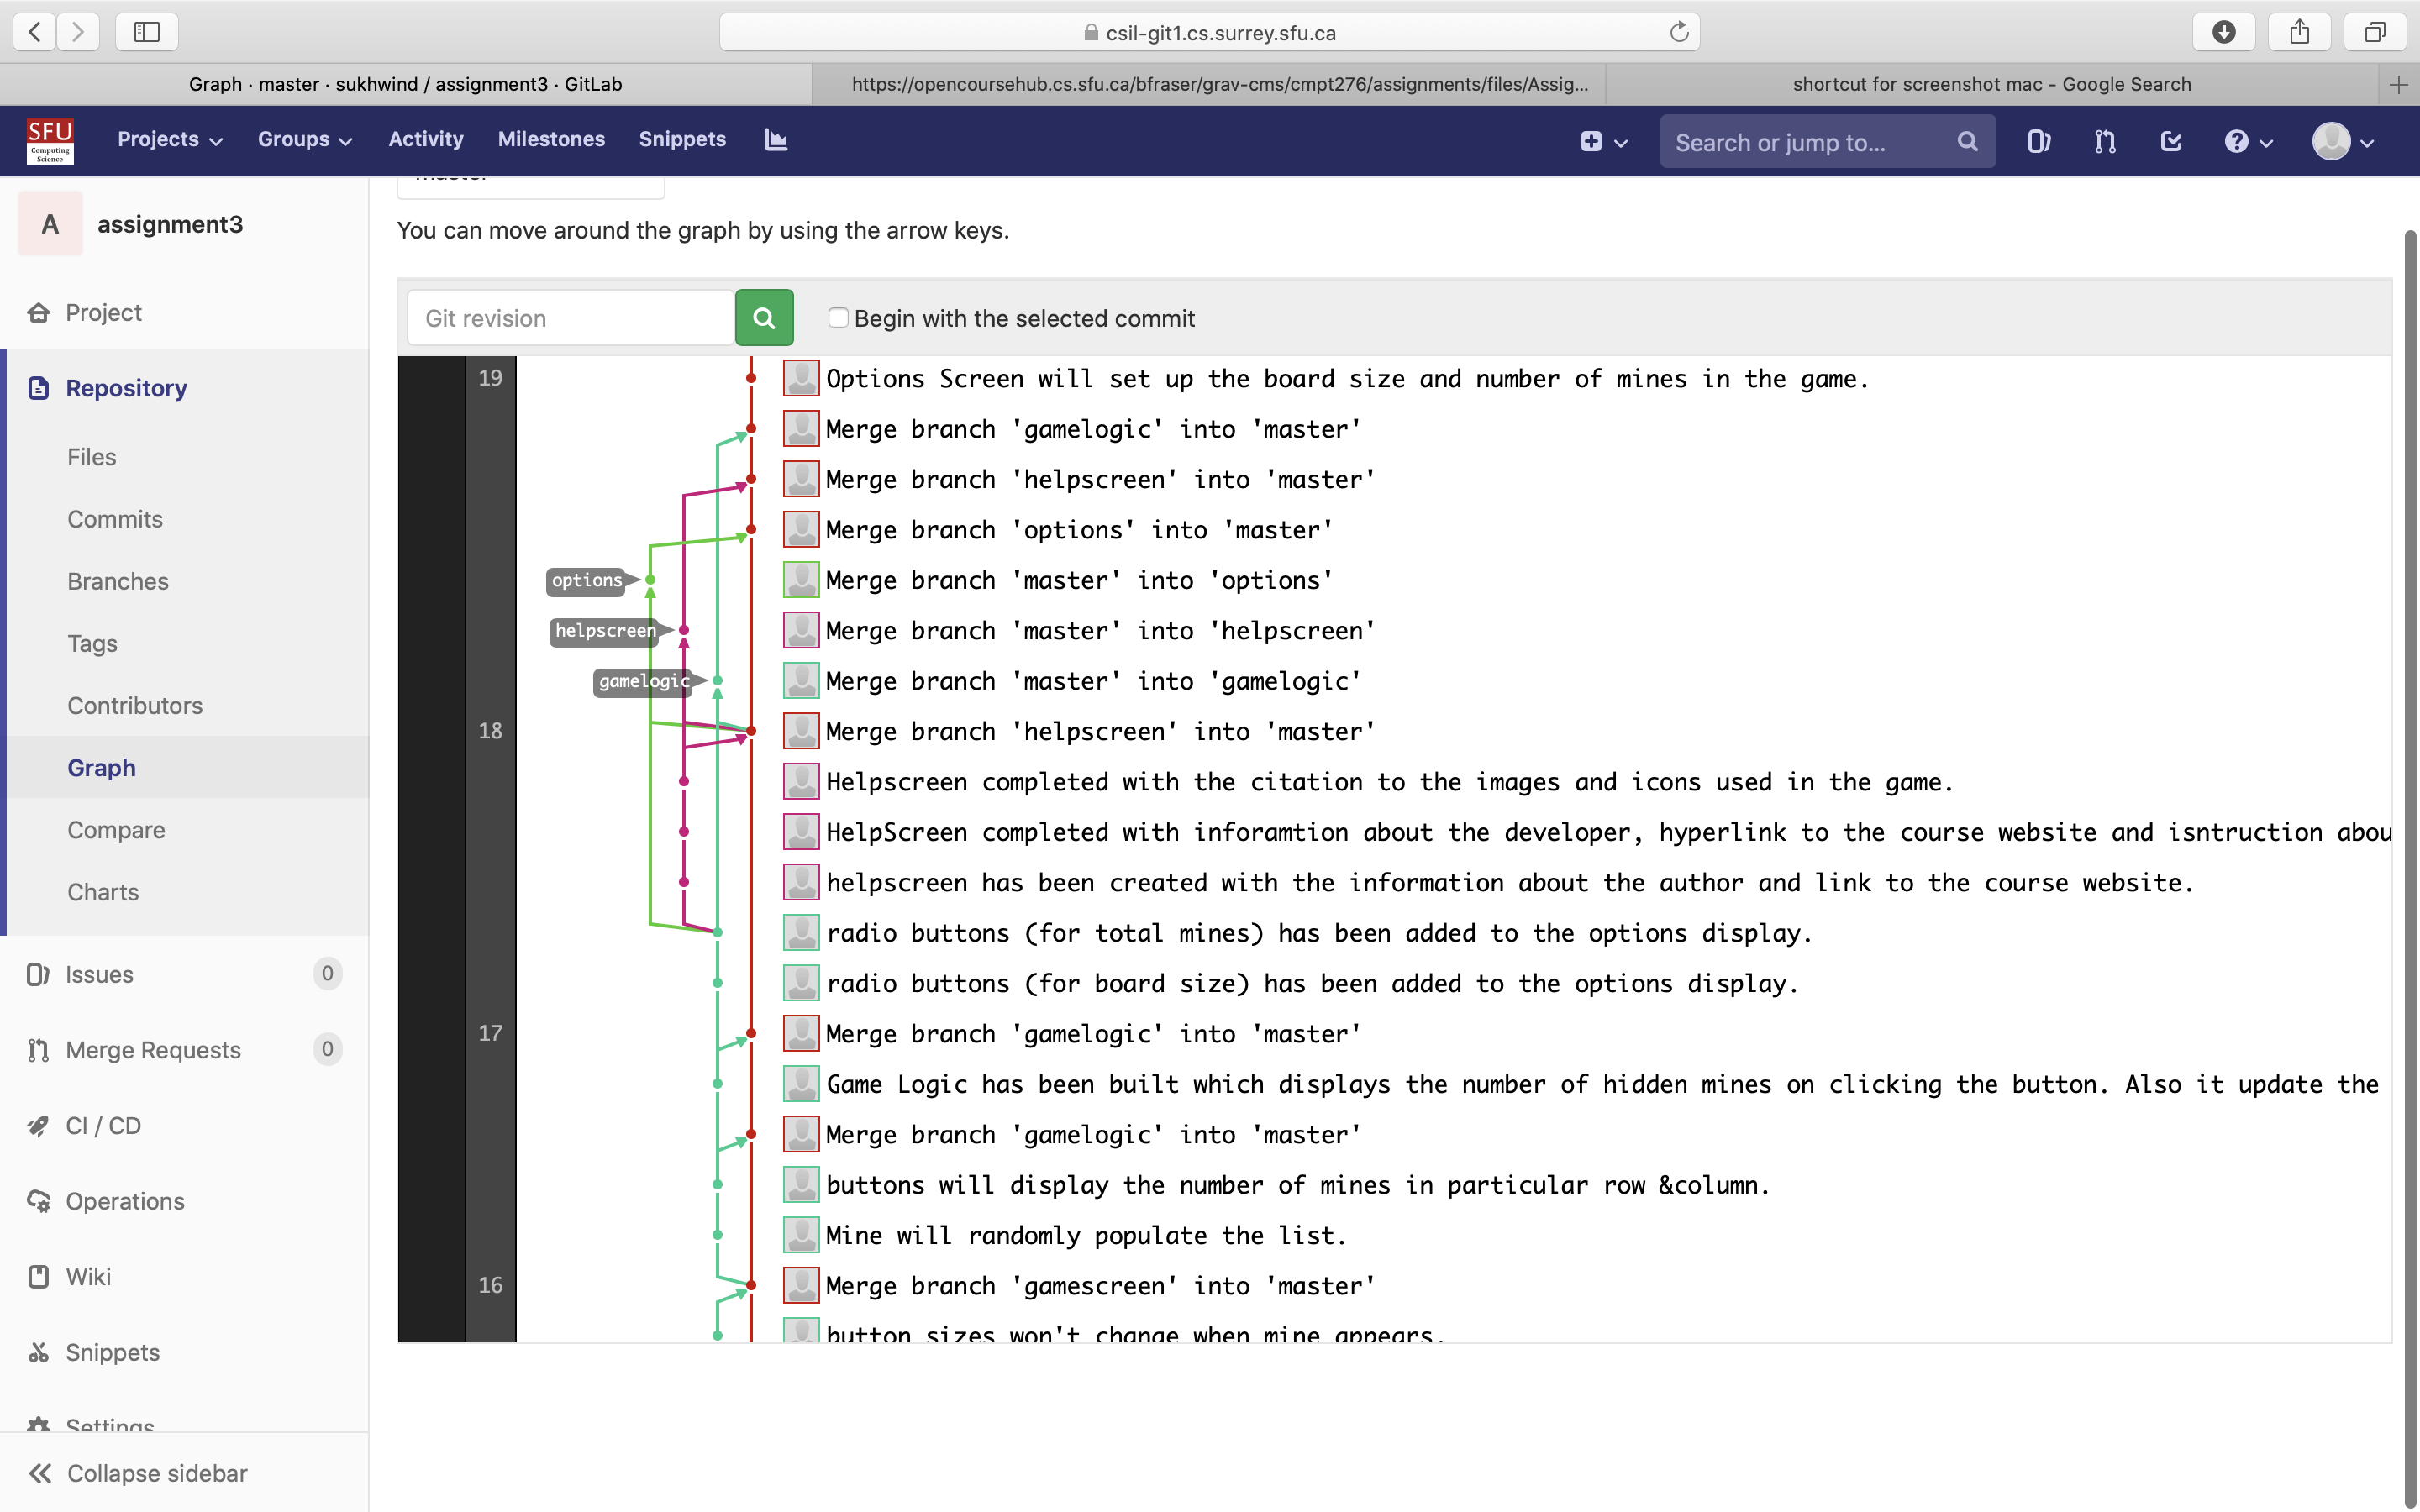 csil-git1.cs.surrey.sfu.ca
Graph · master · sukhwind / assignment3 · GitLab
https://opencoursehub.cs.sfu.ca/bfraser/grav-cms/cmpt276/assignments/files/Assig...
shortcut for screenshot mac - Google Search
SFU
Computing
Science
Projects
Groups
Activity
Milestones
Snippets
Search or jump to...
A
assignment3
Project
Repository
Files
Commits
Branches
Tags
Contributors
Graph
Compare
Charts
Issues 0
Merge Requests 0
CI / CD
Operations
Wiki
Snippets
Settings
Collapse sidebar
master
You can move around the graph by using the arrow keys.
Git revision
Begin with the selected commit
19 Options Screen will set up the board size and number of mines in the game.
Merge branch 'gamelogic' into 'master'
Merge branch 'helpscreen' into 'master'
Merge branch 'options' into 'master'
options Merge branch 'master' into 'options'
helpscreen Merge branch 'master' into 'helpscreen'
gamelogic Merge branch 'master' into 'gamelogic'
18 Merge branch 'helpscreen' into 'master'
Helpscreen completed with the citation to the images and icons used in the game.
HelpScreen completed with inforamtion about the developer, hyperlink to the course website and isntruction abou
helpscreen has been created with the information about the author and link to the course website.
radio buttons (for total mines) has been added to the options display.
radio buttons (for board size) has been added to the options display.
17 Merge branch 'gamelogic' into 'master'
Game Logic has been built which displays the number of hidden mines on clicking the button. Also it update the
Merge branch 'gamelogic' into 'master'
buttons will display the number of mines in particular row &column.
Mine will randomly populate the list.
16 Merge branch 'gamescreen' into 'master'
button sizes won't change when mine appears.